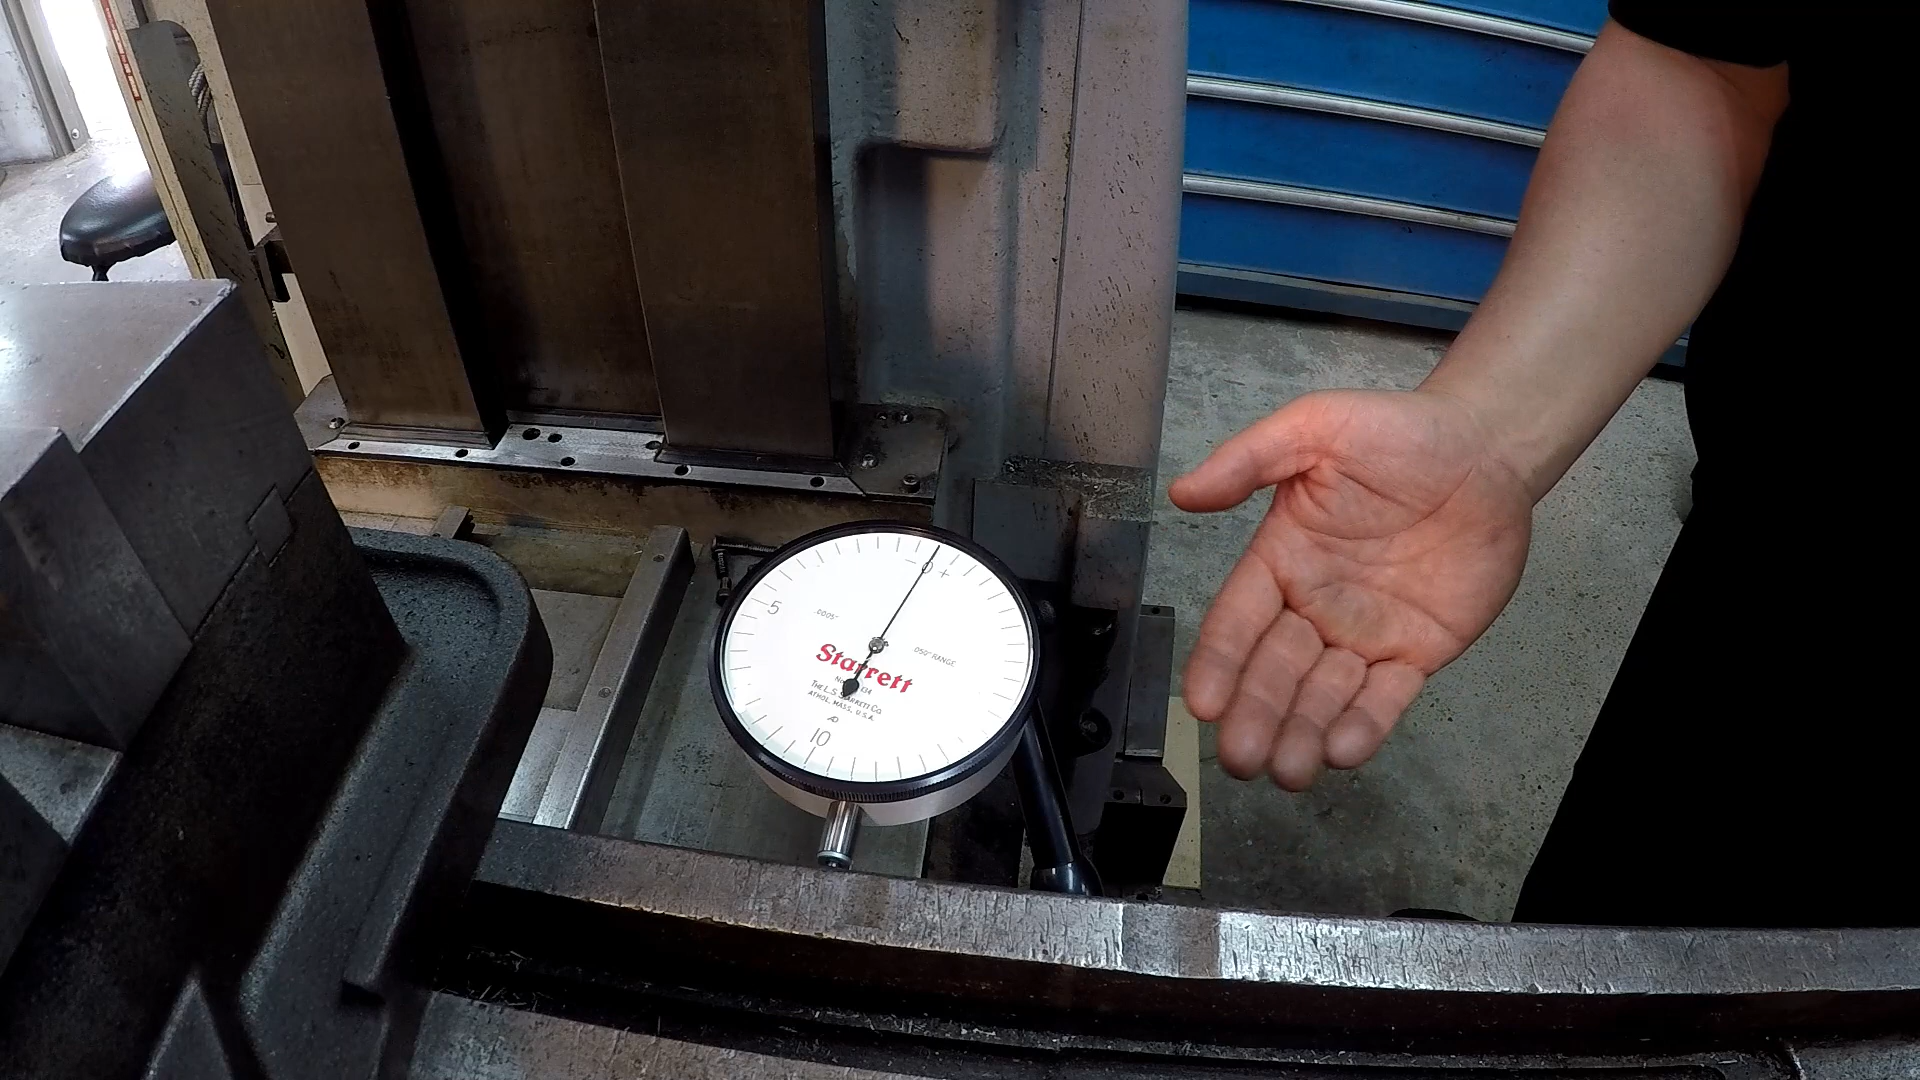 - 0 +
5
.0005"
.050" RANGE
Starrett
THE L.S. STARRETT CO.
ATHOL, MASS., U.S.A.
10